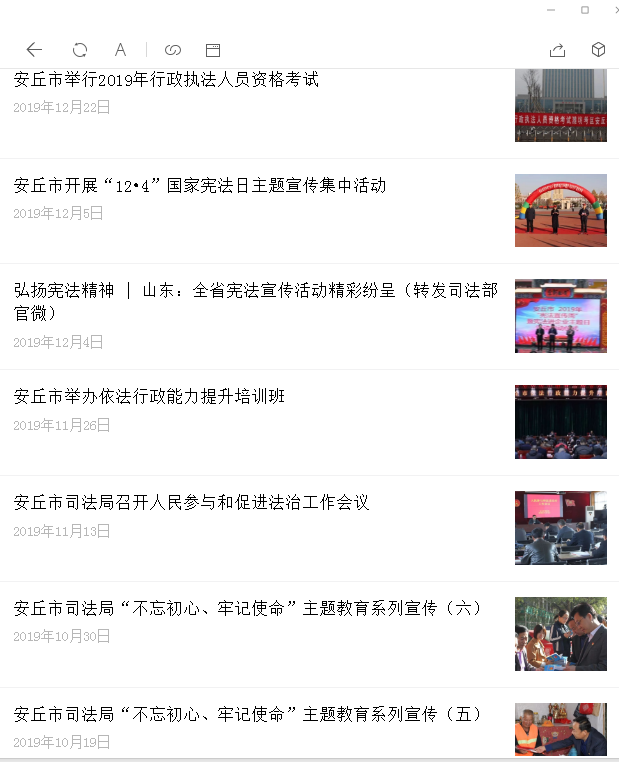 A
安丘市举行2019年行政执法人员资格考试
2019年12月22日
安丘市开展“12•4”国家宪法日主题宣传集中活动
2019年12月5日
弘扬宪法精神 | 山东：全省宪法宣传活动精彩纷呈（转发司法部
官微）
2019年12月4日
安丘市举办依法行政能力提升培训班
2019年11月26日
安丘市司法局召开人民参与和促进法治工作会议
2019年11月13日
安丘市司法局“不忘初心、牢记使命”主题教育系列宣传（六）
2019年10月30日
安丘市司法局“不忘初心、牢记使命”主题教育系列宣传（五）
2019年10月19日